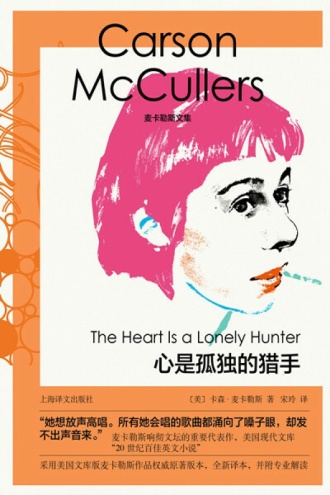 Carson
McCullers
麦卡勒斯文集
The Heart Is a Lonely Hunter
心是孤独的猎手
上海译文出版社 〔美〕卡森·麦卡勒斯 著 宋玲 译
“她想放声高唱。所有她会唱的歌曲都涌向了嗓子眼，却发
不出声音来。” 麦卡勒斯响彻文坛的重要代表作，美国现代文库
“20世纪百佳英文小说”
采用美国文库版麦卡勒斯作品权威原著版本，全新译本，并附专业解读